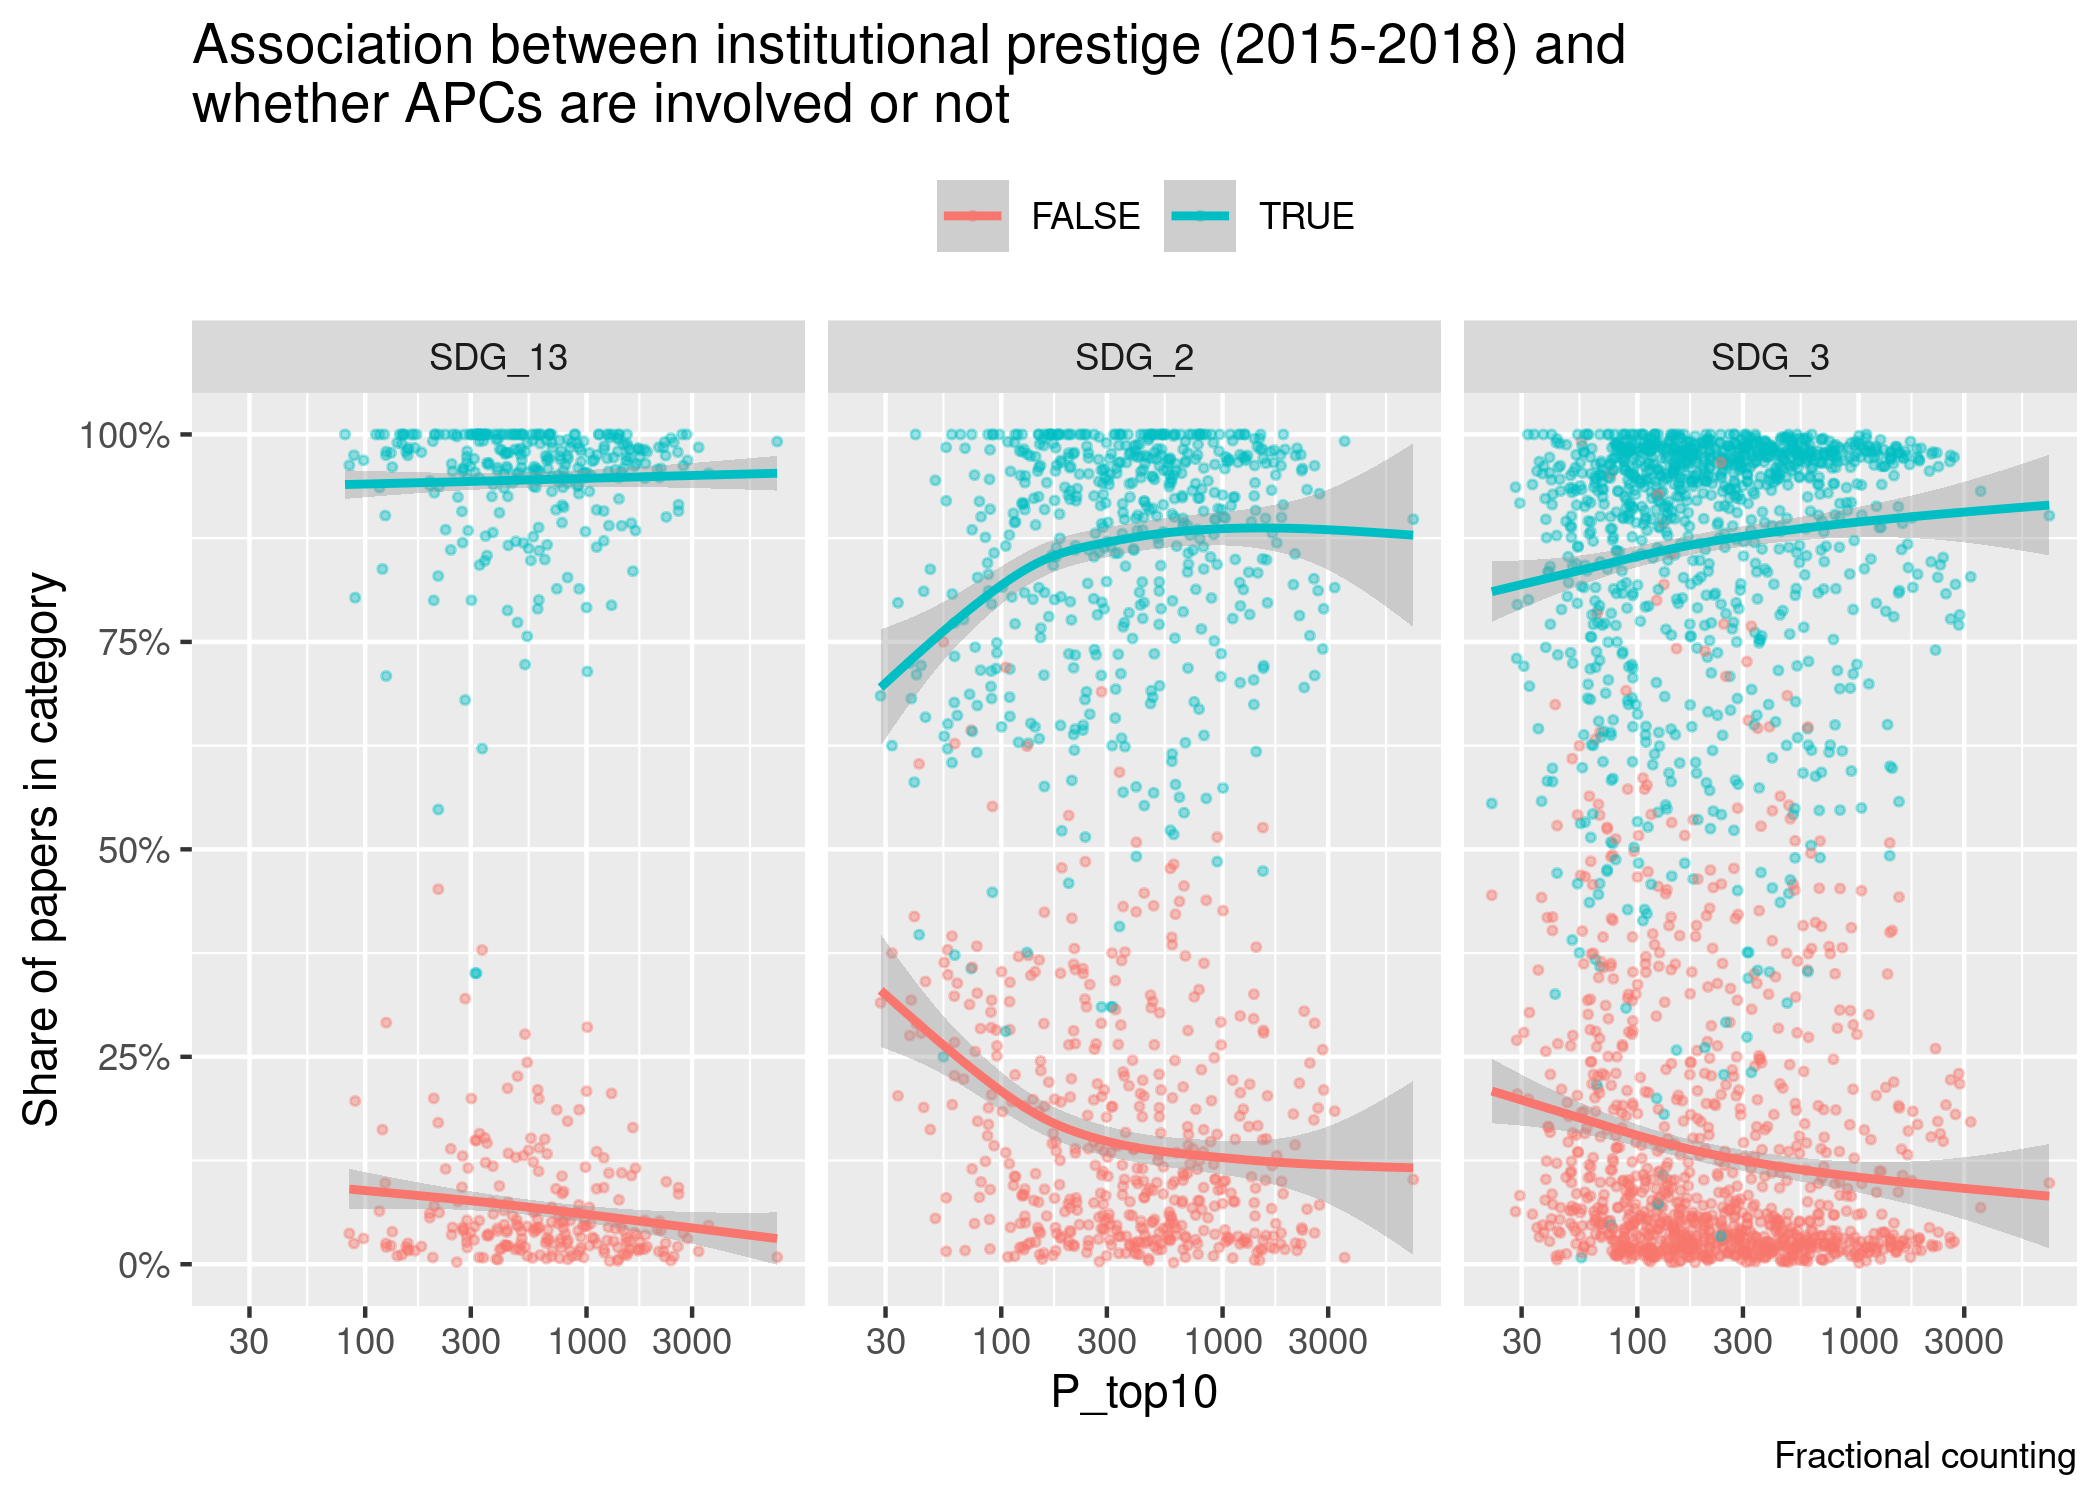 Association between institutional prestige (2015-2018) and
whether APCs are involved or not
FALSE TRUE
SDG_13 SDG_2 SDG_3
Share of papers in category
100%
75%
50%
25%
0%
30 100 300 1000 3000 30 100 300 1000 3000 30 100 300 1000 3000
P_top10
Fractional counting